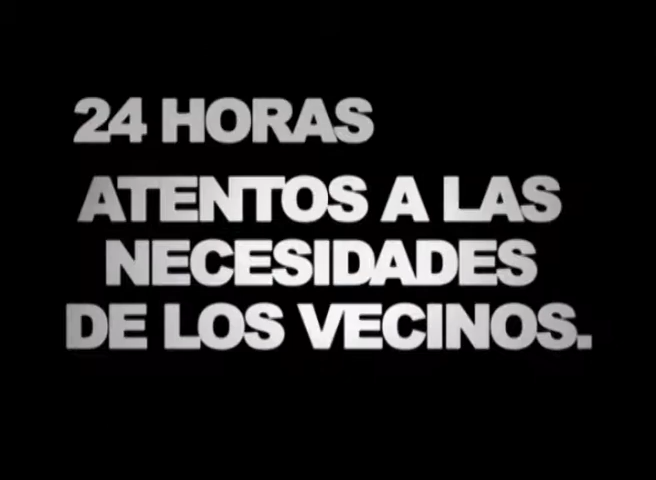 24 HORAS
ATENTOS A LAS
NECESIDADES
DE LOS VECINOS.